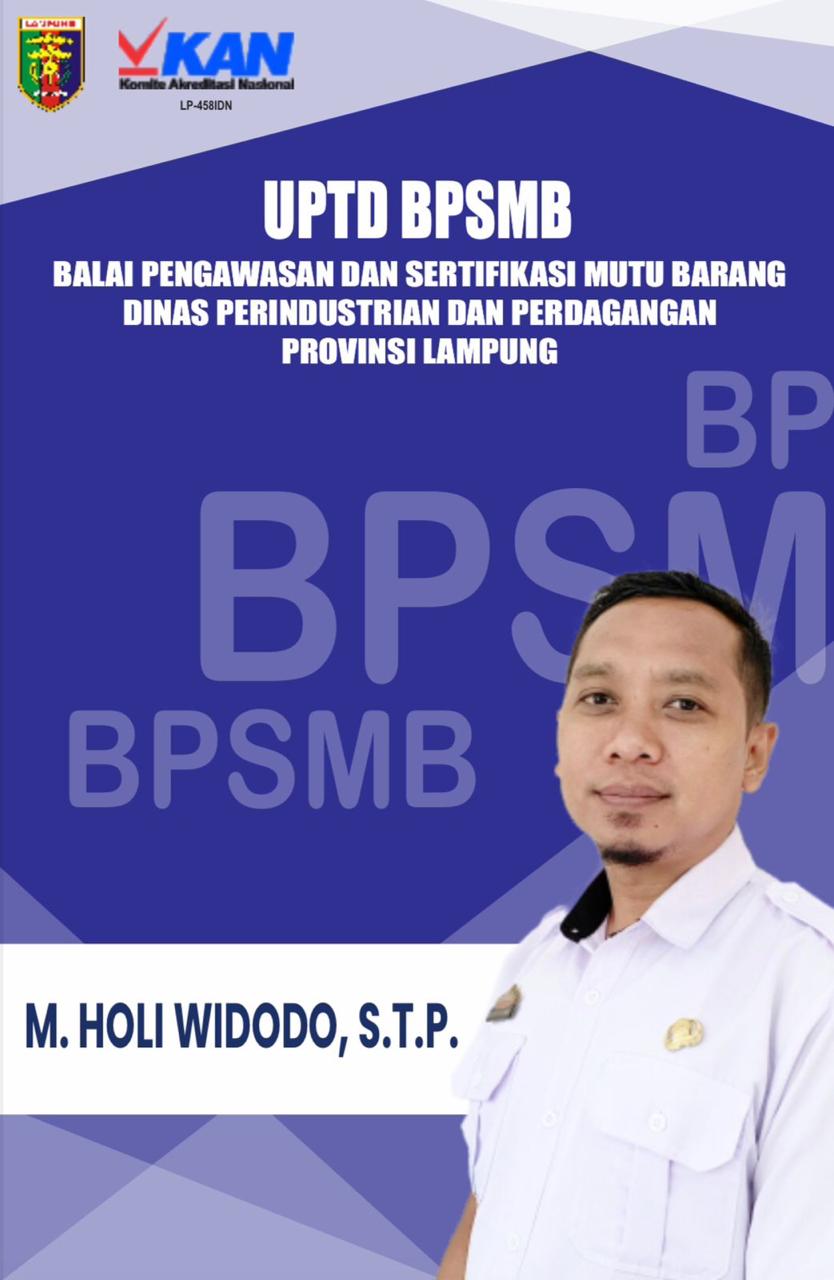 LAMPUNG
KAN
Komite Akreditasi Nasional
LP-458IDN
UPTD BPSMB
BALAI PENGAWASAN DAN SERTIFIKASI MUTU BARANG
DINAS PERINDUSTRIAN DAN PERDAGANGAN
PROVINSI LAMPUNG
BP
BPSM
BPSMB
M. HOLI WIDODO, S.T.P.